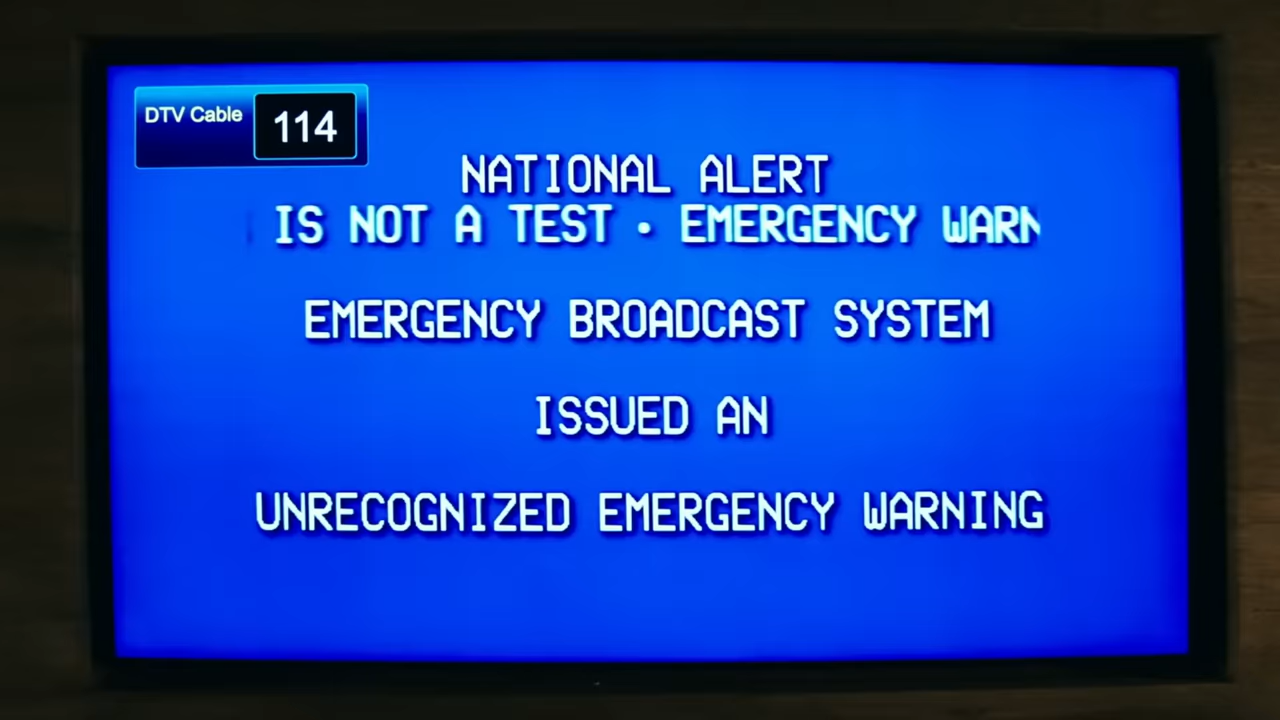 DTV Cable 114
NATIONAL ALERT
IS NOT A TEST • EMERGENCY
EMERGENCY BROADCAST SYSTEM
ISSUED AN
UNRECOGNIZED EMERGENCY WARNING